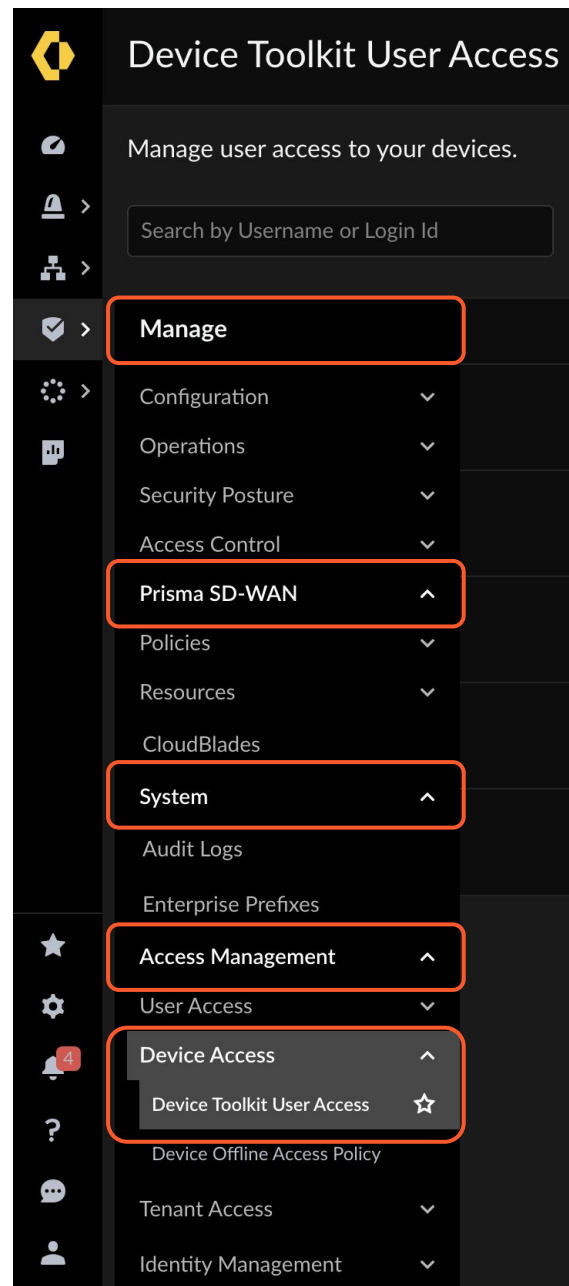 Device Toolkit User Access
Manage user access to your devices.
Search by Username or Login Id
Manage
Configuration
Operations
Security Posture
Access Control
Prisma SD-WAN
Policies
Resources
CloudBlades
System
Audit Logs
Enterprise Prefixes
Access Management
User Access
Device Access
Device Toolkit User Access
Device Offline Access Policy
Tenant Access
Identity Management
4
?